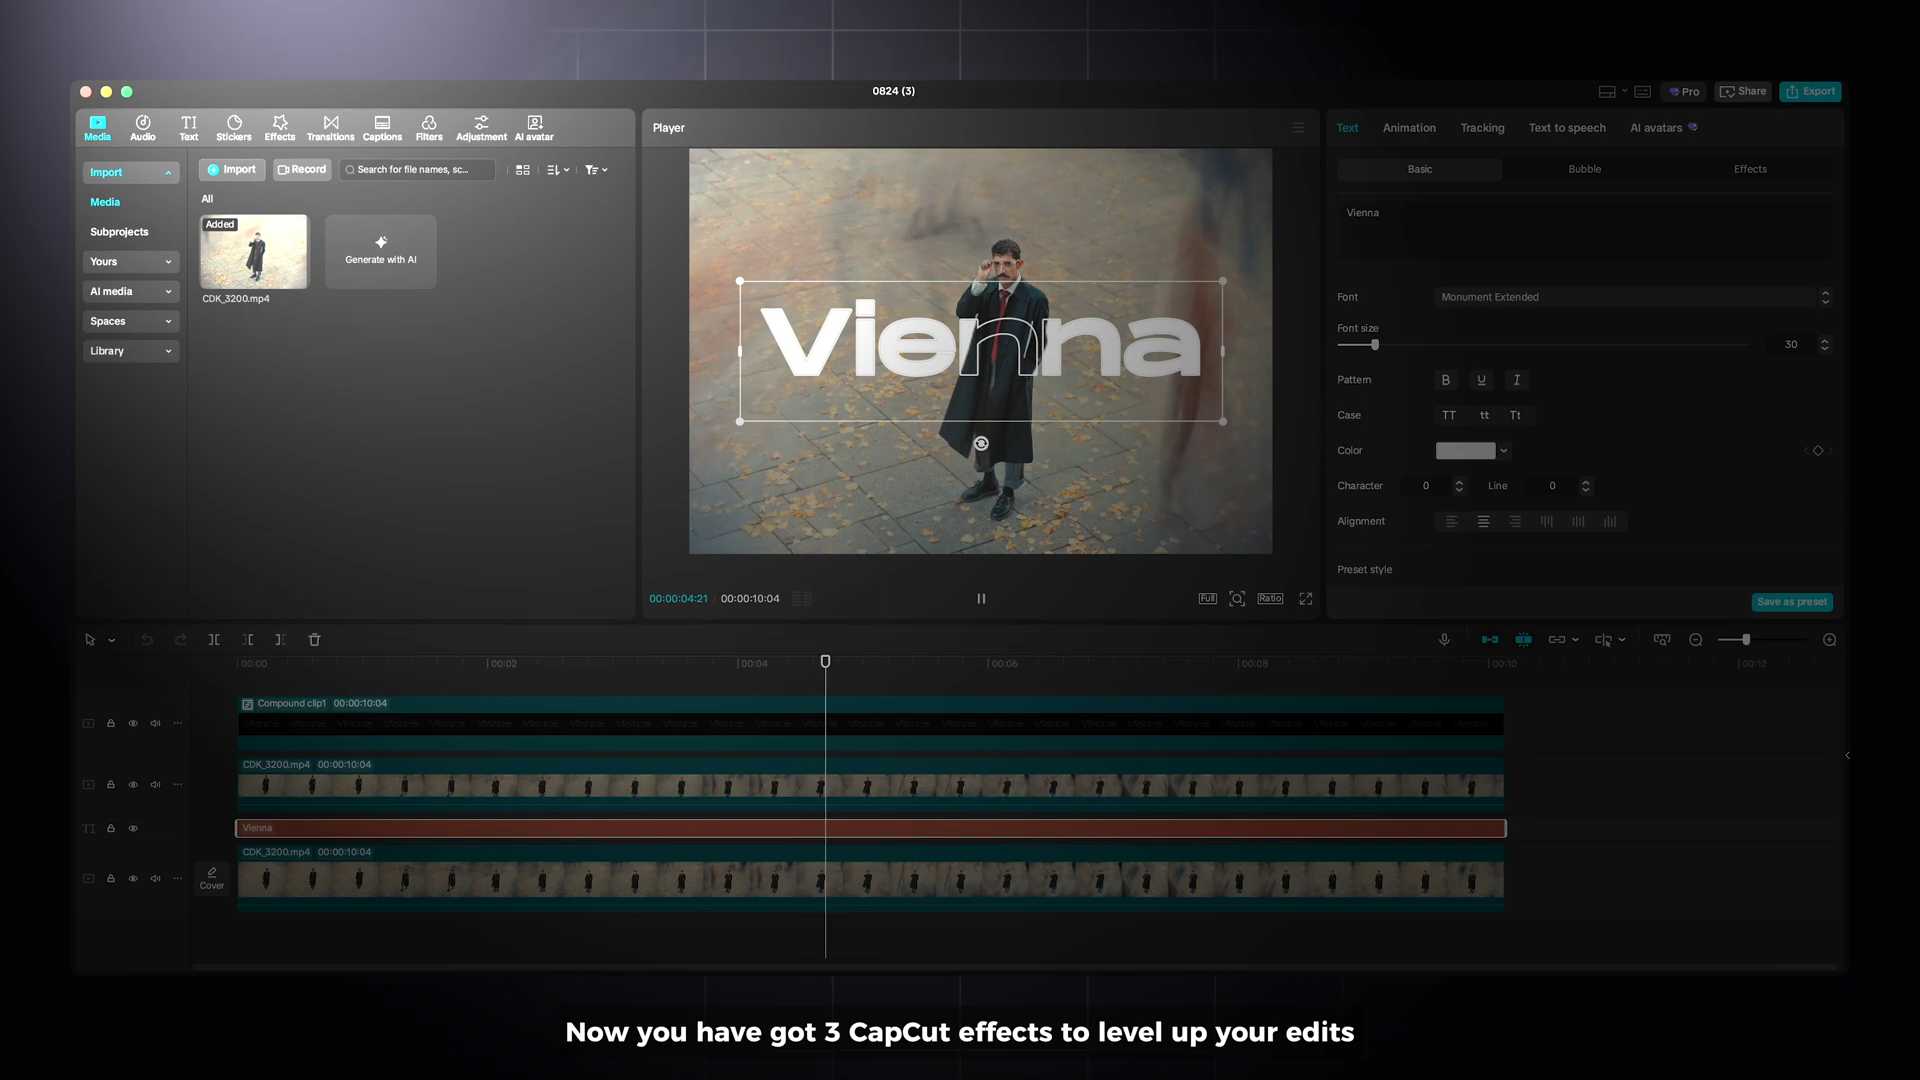 0824 (3)
Pro
Share
Export
Media
Audio
Text
Stickers
Effects
Transitions
Captions
Filters
Adjustment
AI avatar
Import
Media
Subprojects
Yours
AI media
Spaces
Library
Import
Record
Search for file names, sc...
All
Added
CDK_3200.mp4
Generate with AI
Player
Vienna
00:00:04:21 / 00:00:10:04
Full
Ratio
Text
Animation
Tracking
Text to speech
AI avatars
Basic
Bubble
Effects
Vienna
Font
Monument Extended
Font size
30
Pattern
B U I
Case
TT tt Tt
Color
Character
0
Line
0
Alignment
Preset style
Save as preset
00:00
00:02
00:04
00:06
00:08
00:10
00:12
Compound clip1 00:00:10:04
CDK_3200.mp4 00:00:10:04
TI
Vienna
CDK_3200.mp4 00:00:10:04
Cover
Now you have got 3 CapCut effects to level up your edits